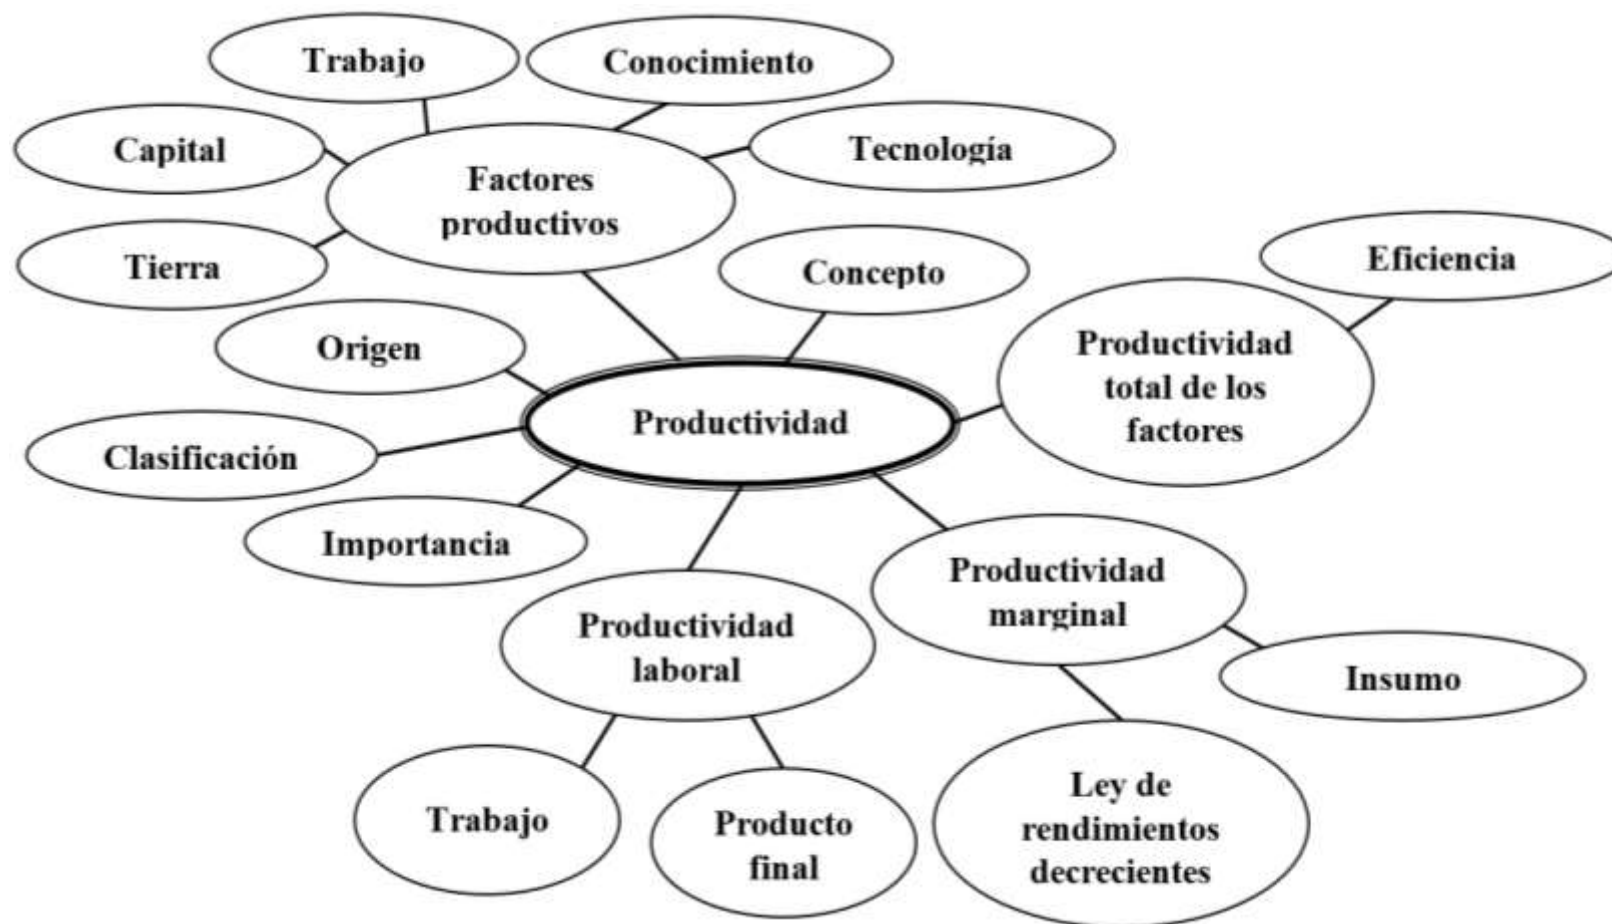 Trabajo
Conocimiento
Capital
Tecnología
Factores
productivos
Tierra
Concepto
Eficiencia
Origen
Productividad
total de los
factores
Productividad
Clasificación
Importancia
Productividad
marginal
Productividad
laboral
Insumo
Trabajo
Producto
final
Ley de
rendimientos
decrecientes